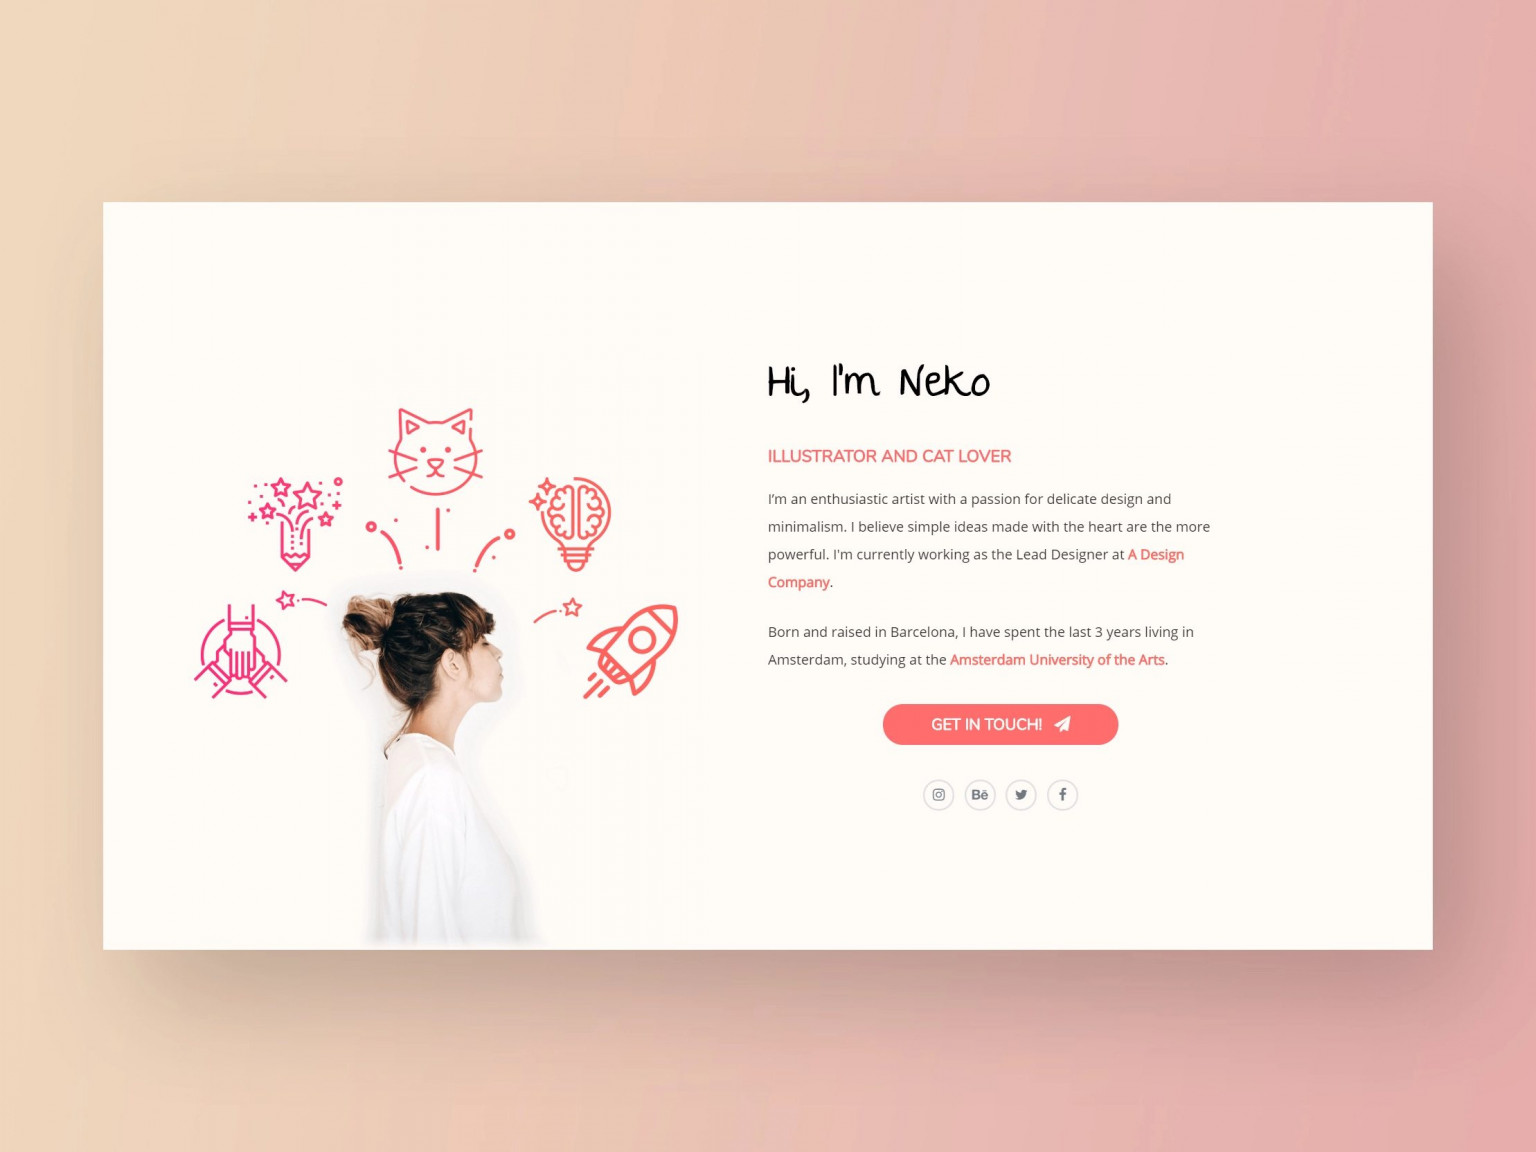 Hi, I'm Neko
ILLUSTRATOR AND CAT LOVER
I'm an enthusiastic artist with a passion for delicate design and
minimalism. I believe simple ideas made with the heart are the more
powerful. I'm currently working as the Lead Designer at A Design
Company.
Born and raised in Barcelona, I have spent the last 3 years living in
Amsterdam, studying at the Amsterdam University of the Arts.
GET IN TOUCH!
Bē